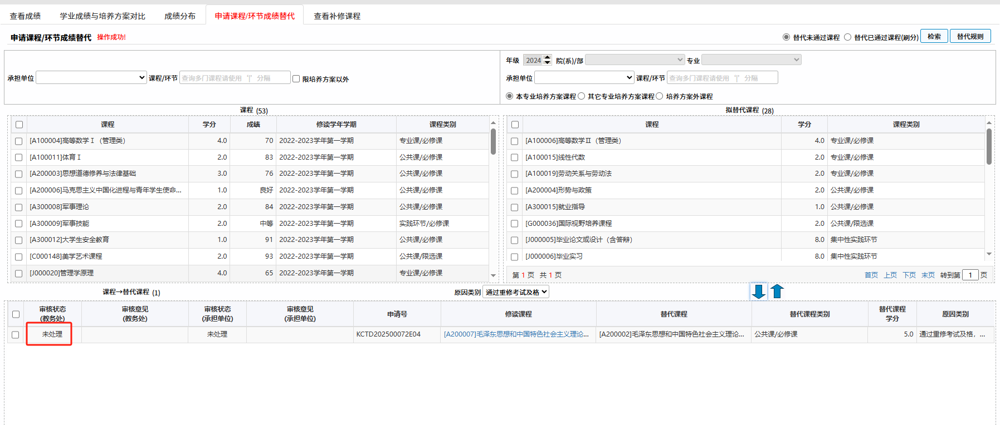 查看成绩 学业成绩与培养方案对比 成绩分布 申请课程/环节成绩替代 查看补修课程
申请课程/环节成绩替代 操作成功!
替代未通过课程 替代已通过课程(刷分) 检索 替代规则
承担单位 课程/环节 查询多门课程请使用 '|' 分隔 限培养方案以外
年级 2024 院(系)/部 专业
承担单位 课程/环节 查询多门课程请使用 '|' 分隔
本专业培养方案课程 其它专业培养方案课程 培养方案外课程
课程 (53)
课程 学分 成绩 修读学年学期 课程类别
[A100004]高等数学Ⅰ（管理类） 4.0 70 2022-2023学年第一学期 专业课/必修课
[A100011]体育Ⅰ 2.0 83 2022-2023学年第一学期 公共课/必修课
[A200003]思想道德修养与法律基础 3.0 76 2022-2023学年第一学期 公共课/必修课
[A200006]马克思主义中国化进程与青年学生使命... 1.0 良好 2022-2023学年第一学期 公共课/必修课
[A300008]军事理论 2.0 84 2022-2023学年第一学期 公共课/必修课
[A300009]军事技能 2.0 中等 2022-2023学年第一学期 实践环节/必修课
[A300012]大学生安全教育 1.0 91 2022-2023学年第一学期 公共课/必修课
[C000148]美学艺术课程 2.0 93 2022-2023学年第一学期 公共课/限选课
[J000020]管理学原理 4.0 65 2022-2023学年第一学期 专业课/必修课
拟替代课程 (28)
课程 学分 课程类别
[A100006]高等数学Ⅱ（管理类） 4.0 专业课/必修课
[A100015]线性代数 2.0 专业课/必修课
[A100019]劳动关系与劳动法 2.0 专业课/必修课
[A200004]形势与政策 2.0 公共课/必修课
[A300015]就业指导 1.0 公共课/必修课
[G000036]国际视野培养课程 2.0 公共课/限选课
[J000005]毕业论文或设计（含答辩） 8.0 集中性实践环节
[J000006]毕业实习 8.0 集中性实践环节
第 1 页 共 1 页 首页 上页 下页 末页 转到第 1 页
课程→替代课程 (1) 原因类别 通过重修考试及格
审核状态(教务处) 审核意见(教务处) 审核状态(承担单位) 审核意见(承担单位) 申请号 修读课程 替代课程 替代课程类别 替代课程学分 原因类别
未处理 未处理 KCTD202500072E04 [A200007]毛泽东思想和中国特色社会主义理论... [A200002]毛泽东思想和中国特色社会主义理论... 公共课/必修课 5.0 通过重修考试及格，...